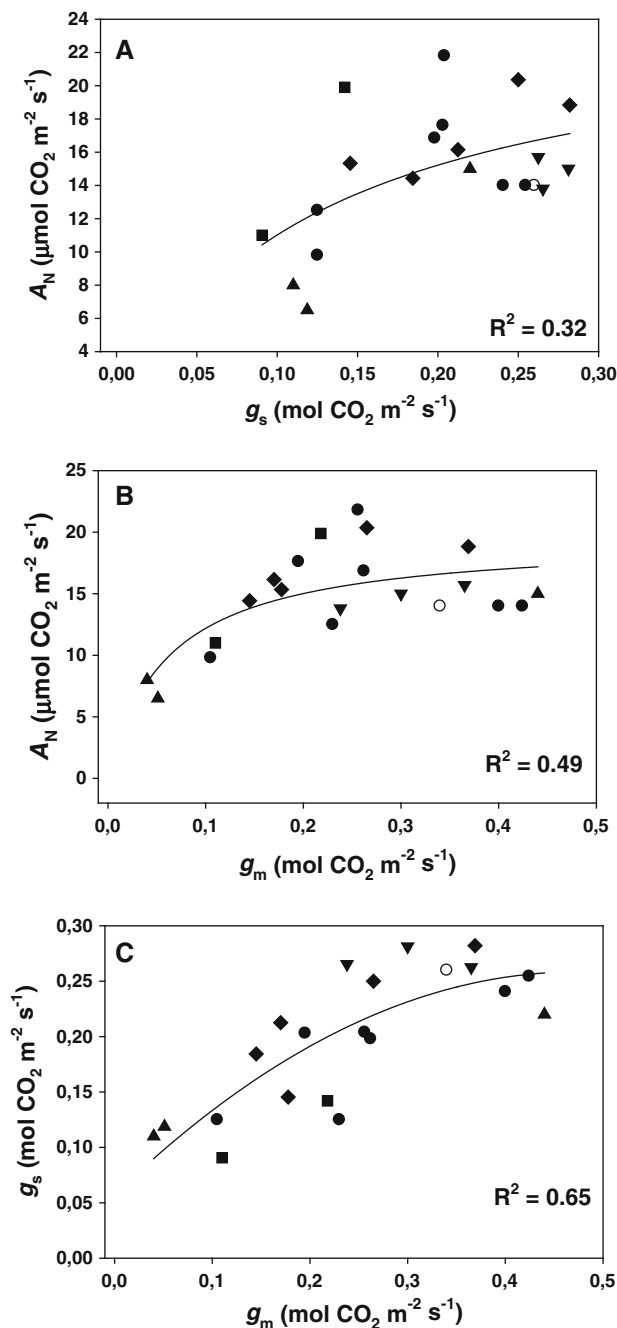 A
24
22
20
18
16
14
12
10
8
6
4
A_N (μmol CO₂ m⁻² s⁻¹)
R² = 0.32
0,00 0,05 0,10 0,15 0,20 0,25 0,30
g_s (mol CO₂ m⁻² s⁻¹)
B
25
20
15
10
5
0
A_N (μmol CO₂ m⁻² s⁻¹)
R² = 0.49
0,0 0,1 0,2 0,3 0,4 0,5
g_m (mol CO₂ m⁻² s⁻¹)
C
0,30
0,25
0,20
0,15
0,10
0,05
0,00
g_s (mol CO₂ m⁻² s⁻¹)
R² = 0.65
0,0 0,1 0,2 0,3 0,4 0,5
g_m (mol CO₂ m⁻² s⁻¹)